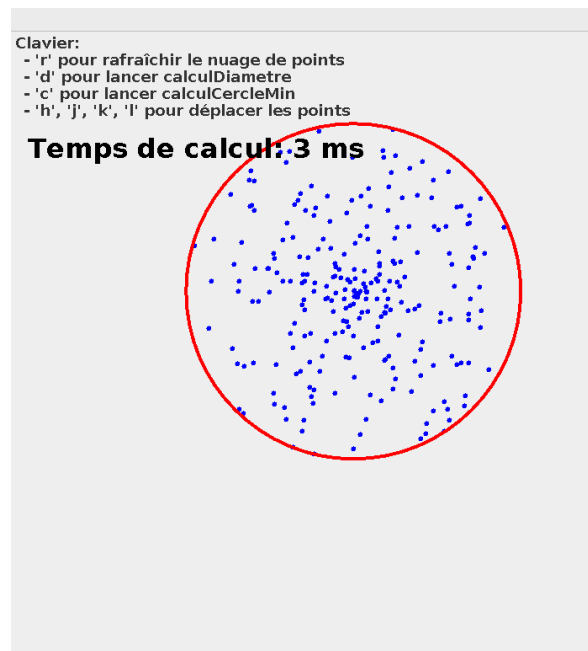 Clavier:
- 'r' pour rafraîchir le nuage de points
- 'd' pour lancer calculDiametre
- 'c' pour lancer calculCercleMin
- 'h', 'j', 'k', 'l' pour déplacer les points
Temps de calcul: 3 ms